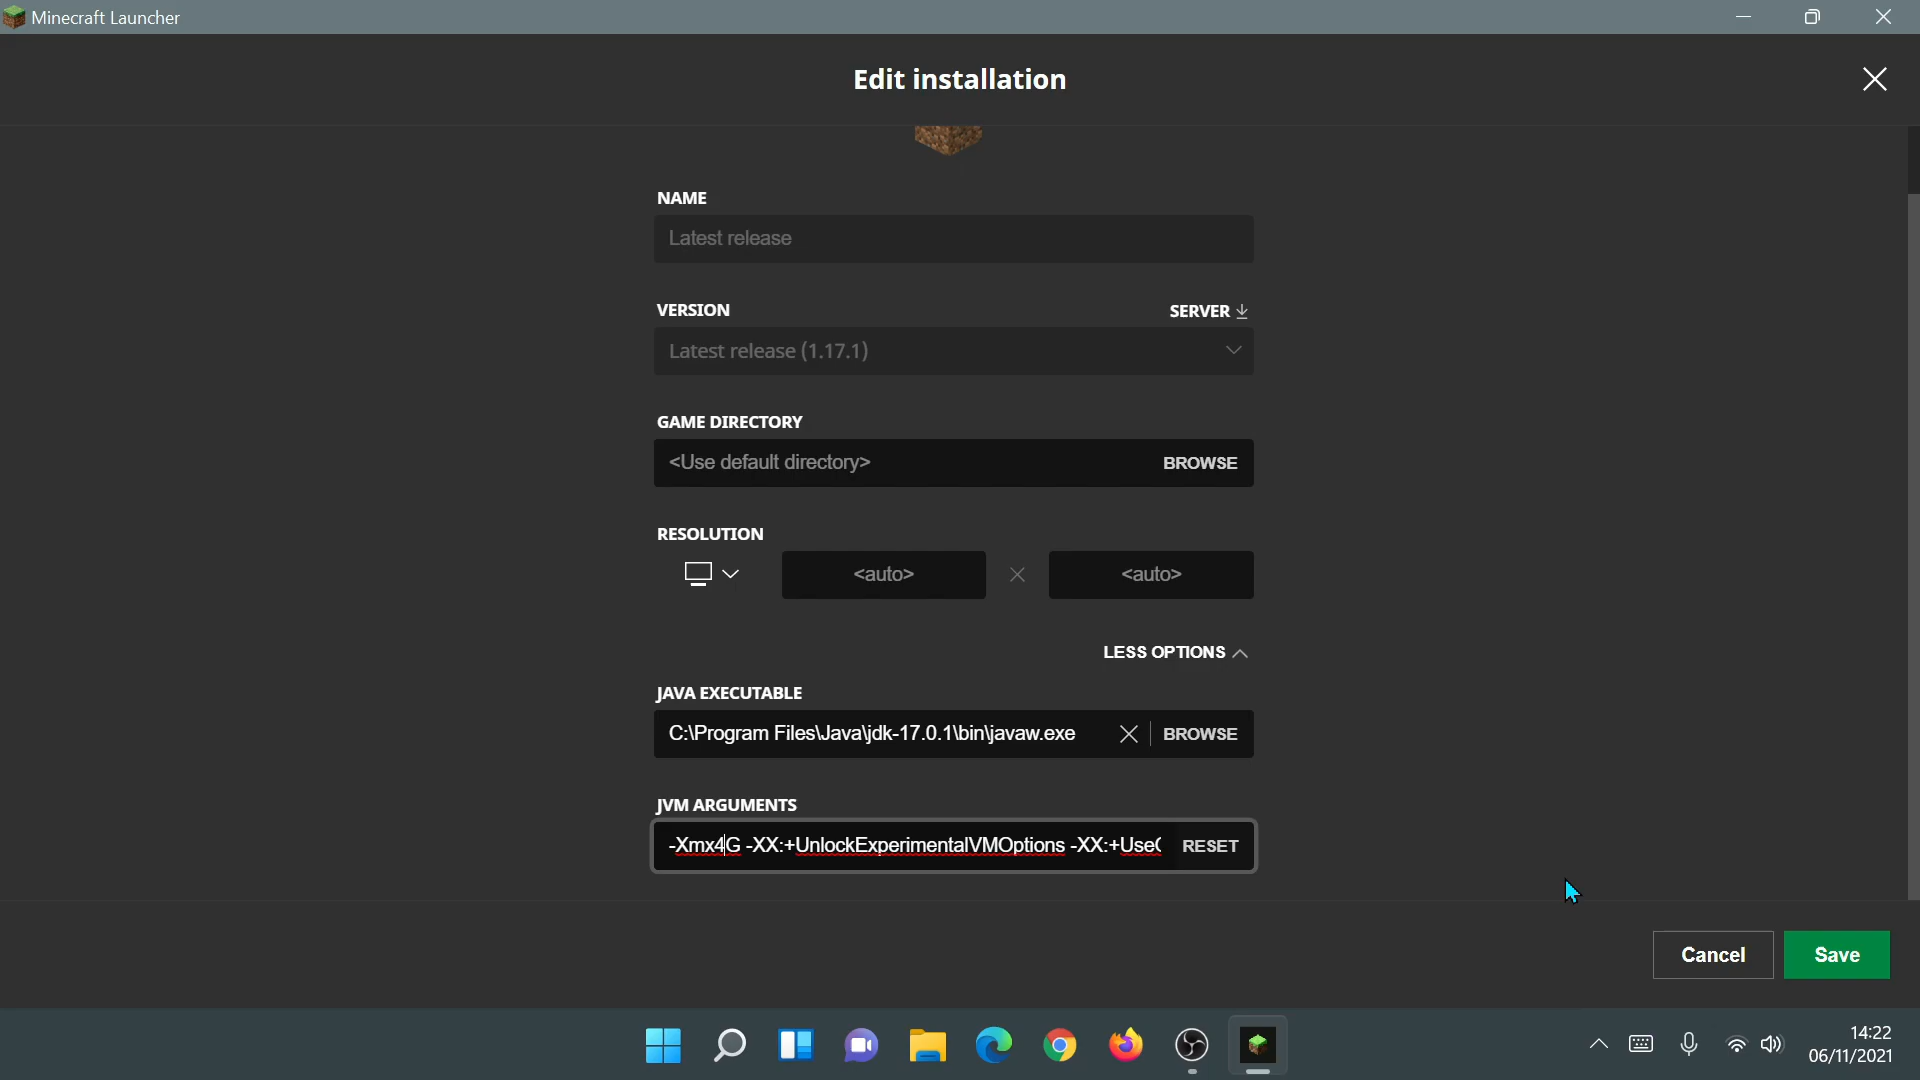 Minecraft Launcher
Edit installation
NAME
Latest release
VERSION
SERVER
Latest release (1.17.1)
GAME DIRECTORY
<Use default directory>
BROWSE
RESOLUTION
<auto>
<auto>
LESS OPTIONS
JAVA EXECUTABLE
C:\Program Files\Java\jdk-17.0.1\bin\javaw.exe
BROWSE
JVM ARGUMENTS
-Xmx4G -XX:+UnlockExperimentalVMOptions -XX:+Use
RESET
Cancel
Save
14:22
06/11/2021